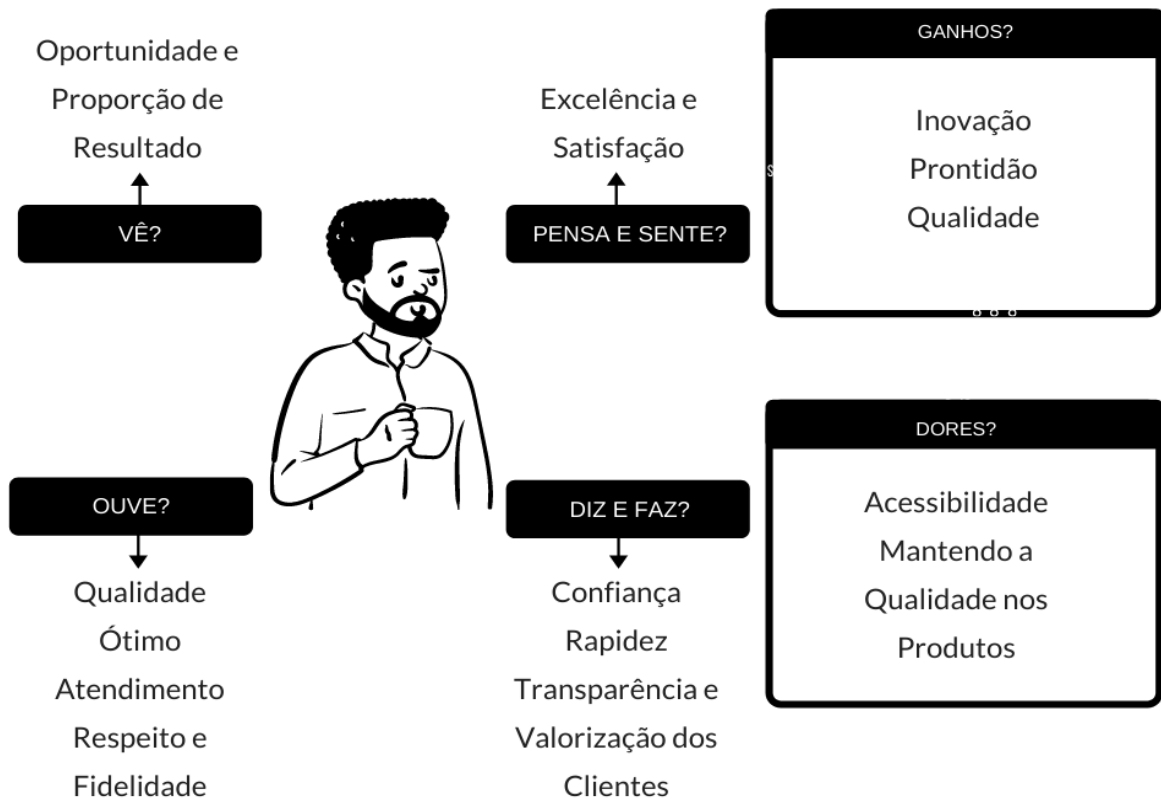 Oportunidade e
Proporção de
Resultado
VÊ?
Excelência e
Satisfação
PENSA E SENTE?
GANHOS?
Inovação
Prontidão
Qualidade
OUVE?
Qualidade
Ótimo
Atendimento
Respeito e
Fidelidade
DIZ E FAZ?
Confiança
Rapidez
Transparência e
Valorização dos
Clientes
DORES?
Acessibilidade
Mantendo a
Qualidade nos
Produtos